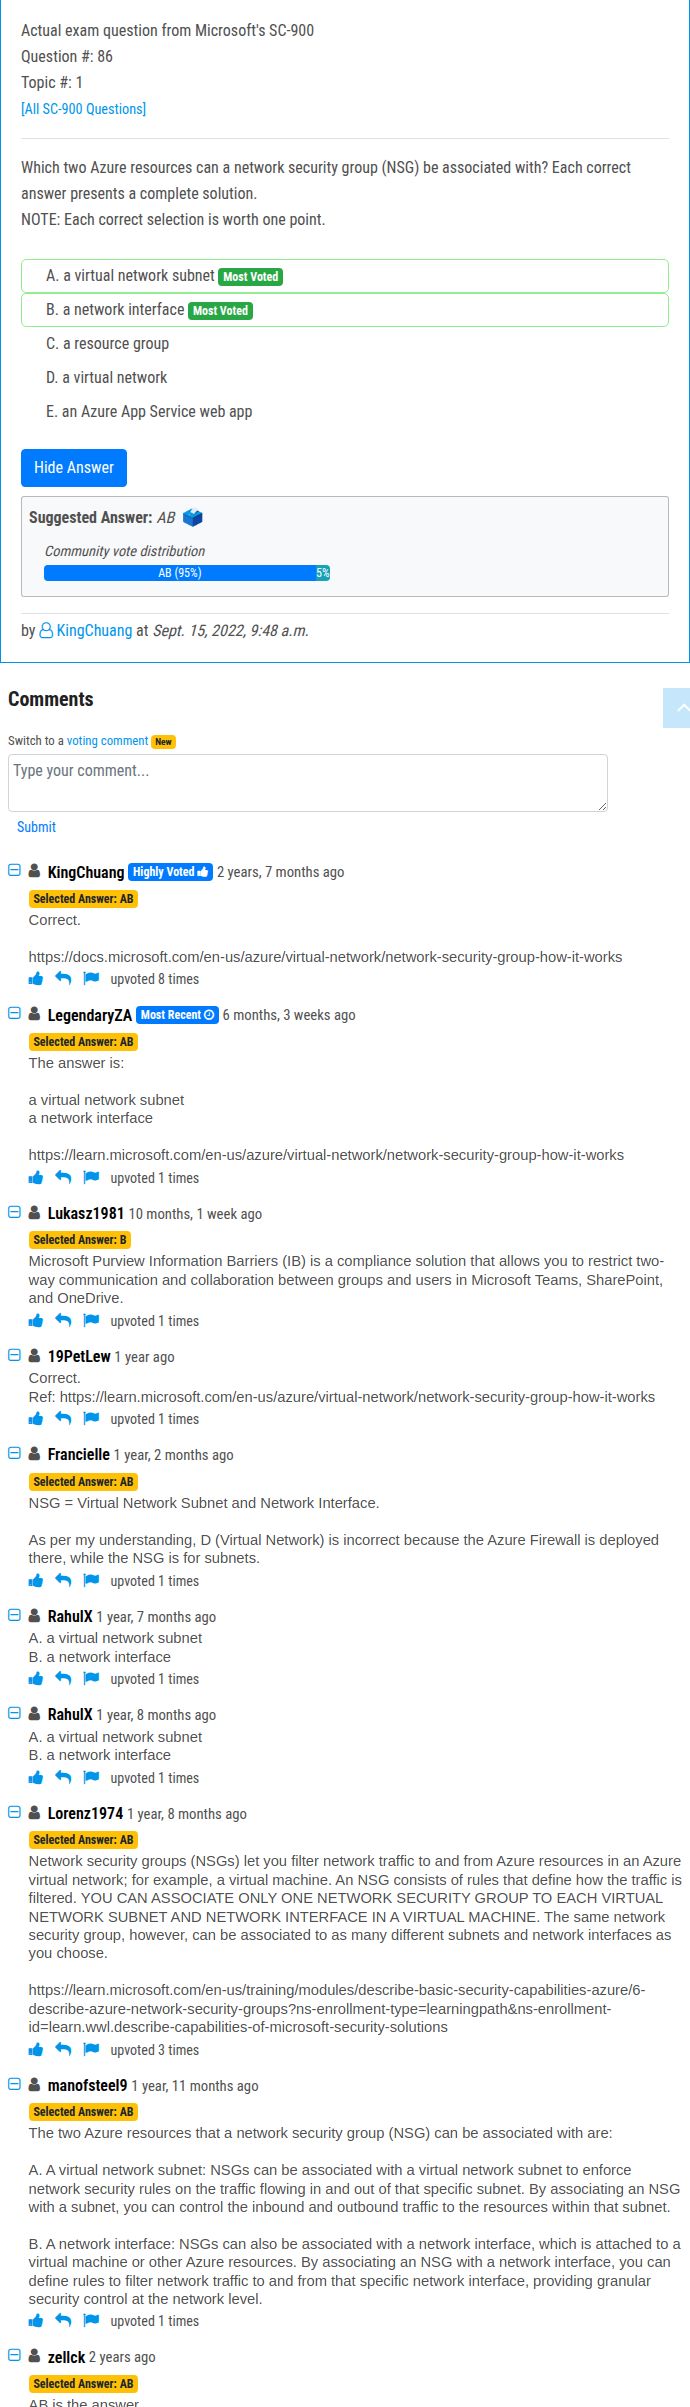 Actual exam question from Microsoft's SC-900
Question #: 86
Topic #: 1
[All SC-900 Questions]
Which two Azure resources can a network security group (NSG) be associated with? Each correct
answer presents a complete solution.
NOTE: Each correct selection is worth one point.
A. a virtual network subnet Most Voted
B. a network interface Most Voted
C. a resource group
D. a virtual network
E. an Azure App Service web app
Hide Answer
Suggested Answer: AB
Community vote distribution
AB (95%) 5%
by KingChuang at Sept. 15, 2022, 9:48 a.m.
Comments
Switch to a voting comment New
Type your comment...
Submit
KingChuang Highly Voted 2 years, 7 months ago
Selected Answer: AB
Correct.
https://docs.microsoft.com/en-us/azure/virtual-network/network-security-group-how-it-works
upvoted 8 times
LegendaryZA Most Recent 6 months, 3 weeks ago
Selected Answer: AB
The answer is:
a virtual network subnet
a network interface
https://learn.microsoft.com/en-us/azure/virtual-network/network-security-group-how-it-works
upvoted 1 times
Lukasz1981 10 months, 1 week ago
Selected Answer: B
Microsoft Purview Information Barriers (IB) is a compliance solution that allows you to restrict two-
way communication and collaboration between groups and users in Microsoft Teams, SharePoint,
and OneDrive.
upvoted 1 times
19PetLew 1 year ago
Correct.
Ref: https://learn.microsoft.com/en-us/azure/virtual-network/network-security-group-how-it-works
upvoted 1 times
Francielle 1 year, 2 months ago
Selected Answer: AB
NSG = Virtual Network Subnet and Network Interface.
As per my understanding, D (Virtual Network) is incorrect because the Azure Firewall is deployed
there, while the NSG is for subnets.
upvoted 1 times
RahulX 1 year, 7 months ago
A. a virtual network subnet
B. a network interface
upvoted 1 times
RahulX 1 year, 8 months ago
A. a virtual network subnet
B. a network interface
upvoted 1 times
Lorenz1974 1 year, 8 months ago
Selected Answer: AB
Network security groups (NSGs) let you filter network traffic to and from Azure resources in an Azure
virtual network; for example, a virtual machine. An NSG consists of rules that define how the traffic is
filtered. YOU CAN ASSOCIATE ONLY ONE NETWORK SECURITY GROUP TO EACH VIRTUAL
NETWORK SUBNET AND NETWORK INTERFACE IN A VIRTUAL MACHINE. The same network
security group, however, can be associated to as many different subnets and network interfaces as
you choose.
https://learn.microsoft.com/en-us/training/modules/describe-basic-security-capabilities-azure/6-
describe-azure-network-security-groups?ns-enrollment-type=learningpath&ns-enrollment-
id=learn.wwl.describe-capabilities-of-microsoft-security-solutions
upvoted 3 times
manofsteel9 1 year, 11 months ago
Selected Answer: AB
The two Azure resources that a network security group (NSG) can be associated with are:
A. A virtual network subnet: NSGs can be associated with a virtual network subnet to enforce
network security rules on the traffic flowing in and out of that specific subnet. By associating an NSG
with a subnet, you can control the inbound and outbound traffic to the resources within that subnet.
B. A network interface: NSGs can also be associated with a network interface, which is attached to a
virtual machine or other Azure resources. By associating an NSG with a network interface, you can
define rules to filter network traffic to and from that specific network interface, providing granular
security control at the network level.
upvoted 1 times
zellck 2 years ago
Selected Answer: AB
AB is the answer.